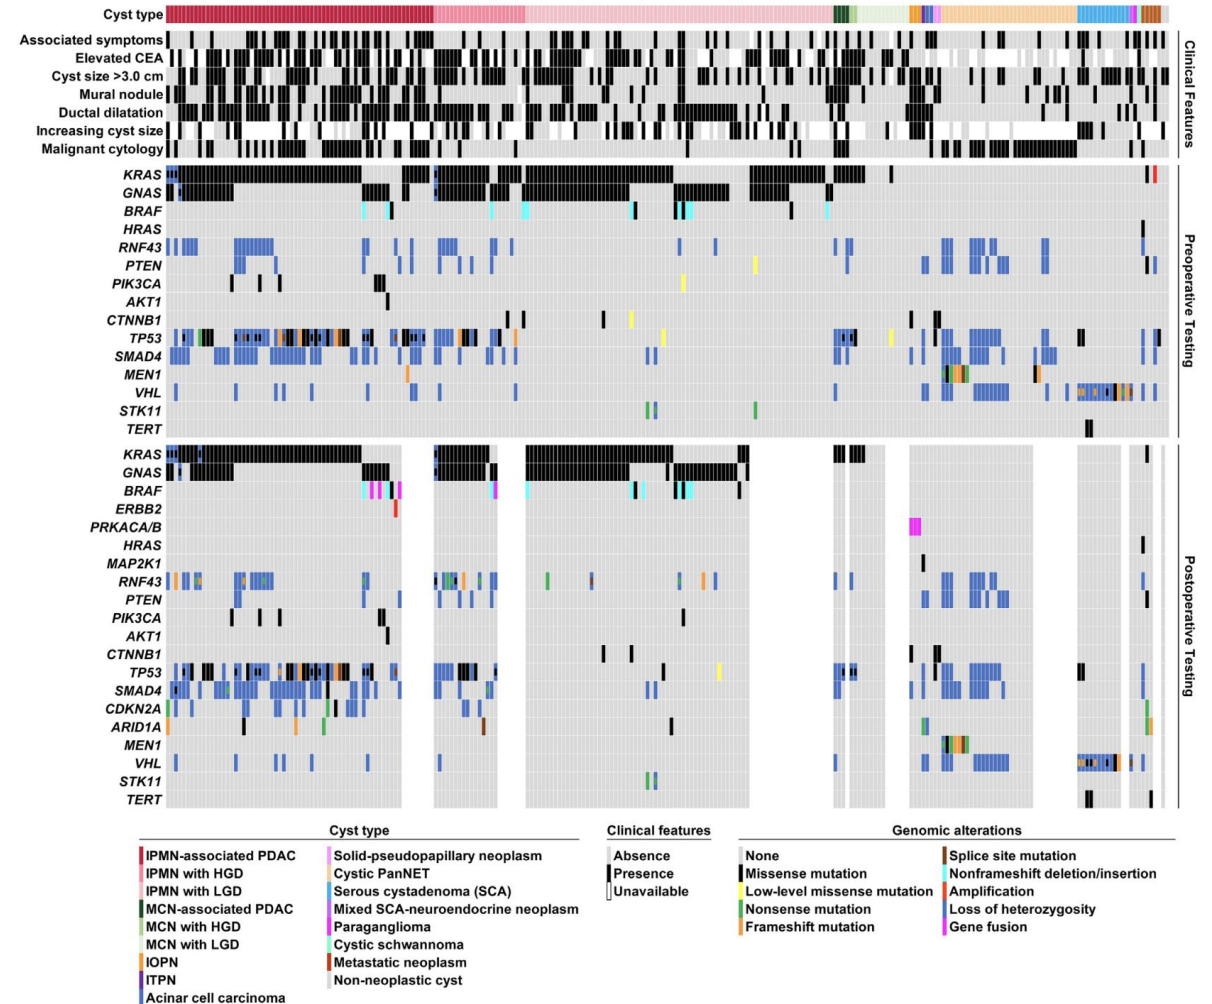 Cyst type
Associated symptoms
Elevated CEA
Cyst size >3.0 cm
Mural nodule
Ductal dilatation
Increasing cyst size
Malignant cytology
Clinical Features
KRAS
GNAS
BRAF
HRAS
RNF43
PTEN
PIK3CA
AKT1
CTNNB1
TP53
SMAD4
MEN1
VHL
STK11
TERT
Preoperative Testing
KRAS
GNAS
BRAF
ERBB2
PRKACA/B
HRAS
MAP2K1
RNF43
PTEN
PIK3CA
AKT1
CTNNB1
TP53
SMAD4
CDKN2A
ARID1A
MEN1
VHL
STK11
TERT
Postoperative Testing
Cyst type
IPMN-associated PDAC
IPMN with HGD
IPMN with LGD
MCN-associated PDAC
MCN with HGD
MCN with LGD
IOPN
ITPN
Acinar cell carcinoma
Solid-pseudopapillary neoplasm
Cystic PanNET
Serous cystadenoma (SCA)
Mixed SCA-neuroendocrine neoplasm
Paraganglioma
Cystic schwannoma
Metastatic neoplasm
Non-neoplastic cyst
Clinical features
Absence
Presence
Unavailable
Genomic alterations
None
Missense mutation
Low-level missense mutation
Nonsense mutation
Frameshift mutation
Splice site mutation
Nonframeshift deletion/insertion
Amplification
Loss of heterozygosity
Gene fusion